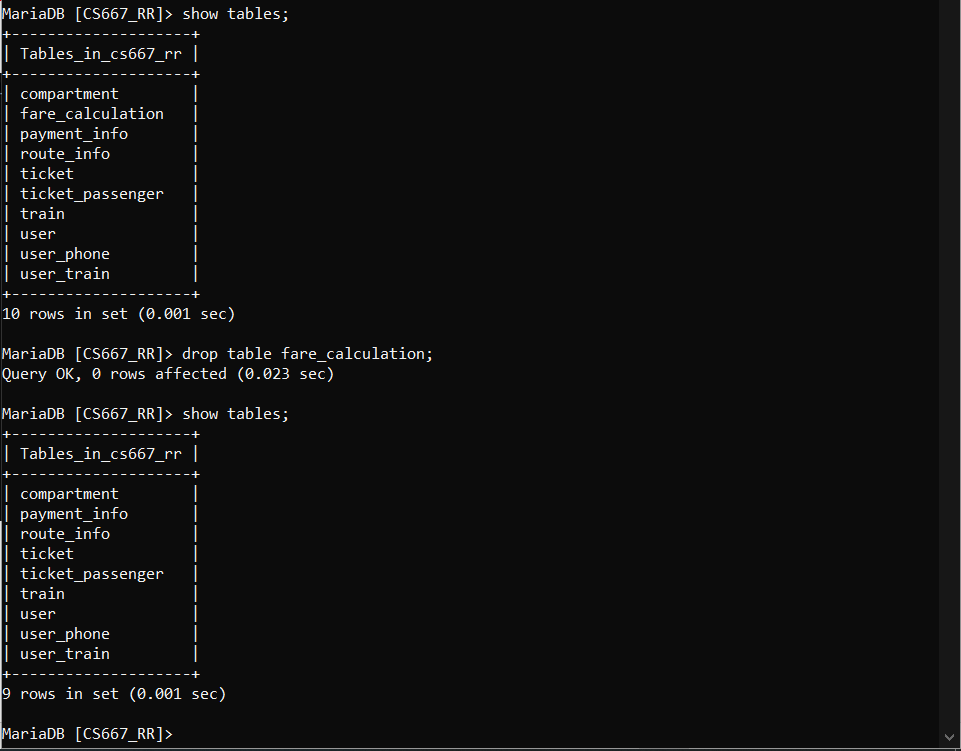 MariaDB [CS667_RR]> show tables;
+--------------------+
| Tables_in_cs667_rr |
+--------------------+
| compartment        |
| fare_calculation   |
| payment_info       |
| route_info         |
| ticket             |
| ticket_passenger   |
| train              |
| user               |
| user_phone         |
| user_train         |
+--------------------+
10 rows in set (0.001 sec)
MariaDB [CS667_RR]> drop table fare_calculation;
Query OK, 0 rows affected (0.023 sec)
MariaDB [CS667_RR]> show tables;
+--------------------+
| Tables_in_cs667_rr |
+--------------------+
| compartment        |
| payment_info       |
| route_info         |
| ticket             |
| ticket_passenger   |
| train              |
| user               |
| user_phone         |
| user_train         |
+--------------------+
9 rows in set (0.001 sec)
MariaDB [CS667_RR]>